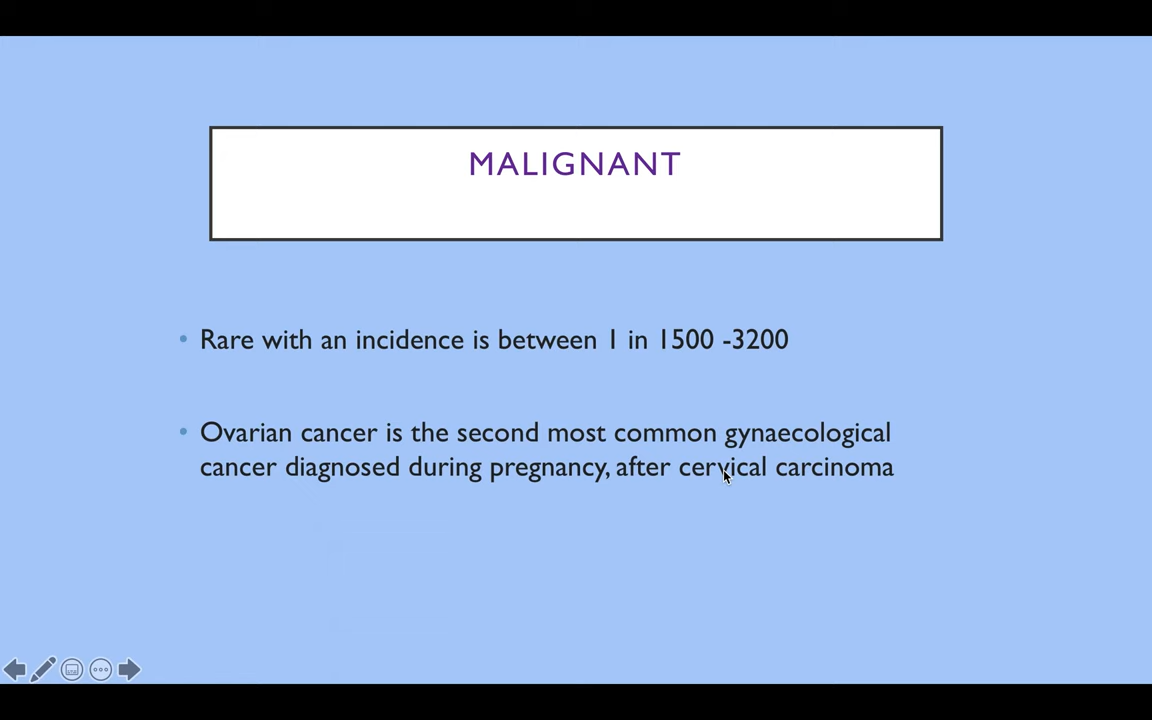 MALIGNANT
• Rare with an incidence is between 1 in 1500 -3200
• Ovarian cancer is the second most common gynaecological
cancer diagnosed during pregnancy, after cervical carcinoma